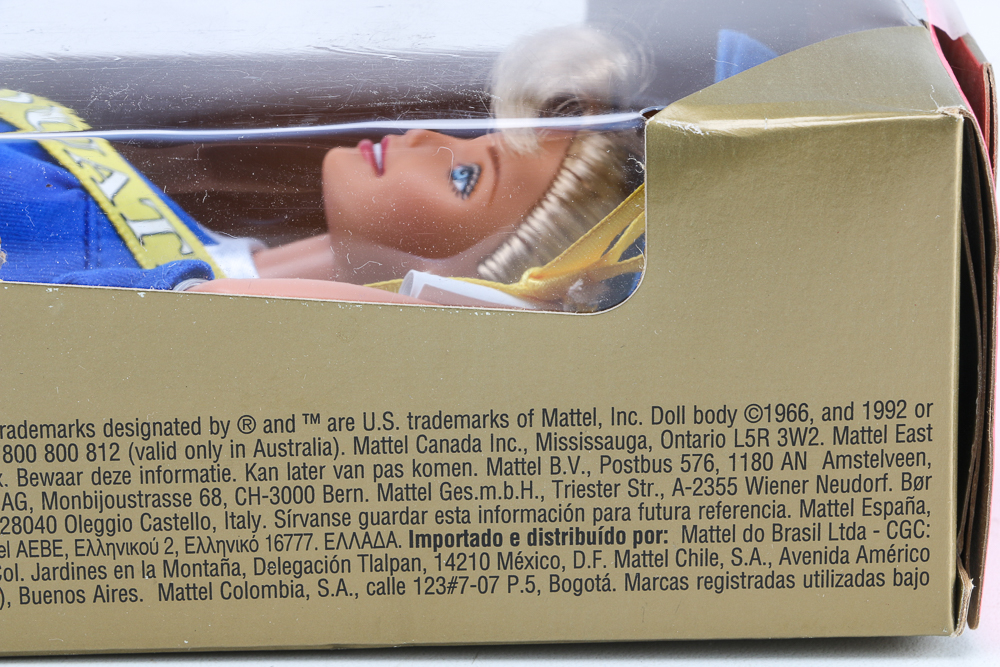 rademarks designated by ® and ™ are U.S. trademarks of Mattel, Inc. Doll body ©1966, and 1992 or
800 800 812 (valid only in Australia). Mattel Canada Inc., Mississauga, Ontario L5R 3W2. Mattel East
x. Bewaar deze informatie. Kan later van pas komen. Mattel B.V., Postbus 576, 1180 AN Amstelveen,
AG, Monbijoustrasse 68, CH-3000 Bern. Mattel Ges.m.b.H., Triester Str., A-2355 Wiener Neudorf. Bør
28040 Oleggio Castello, Italy. Sírvanse guardar esta información para futura referencia. Mattel España,
el AEBE, Ελληνικού 2, Ελληνικό 16777. ΕΛΛΑΔΑ. Importado e distribuído por: Mattel do Brasil Ltda - CGC:
Col. Jardines en la Montaña, Delegación Tlalpan, 14210 México, D.F. Mattel Chile, S.A., Avenida Américo
), Buenos Aires. Mattel Colombia, S.A., calle 123#7-07 P.5, Bogotá. Marcas registradas utilizadas bajo